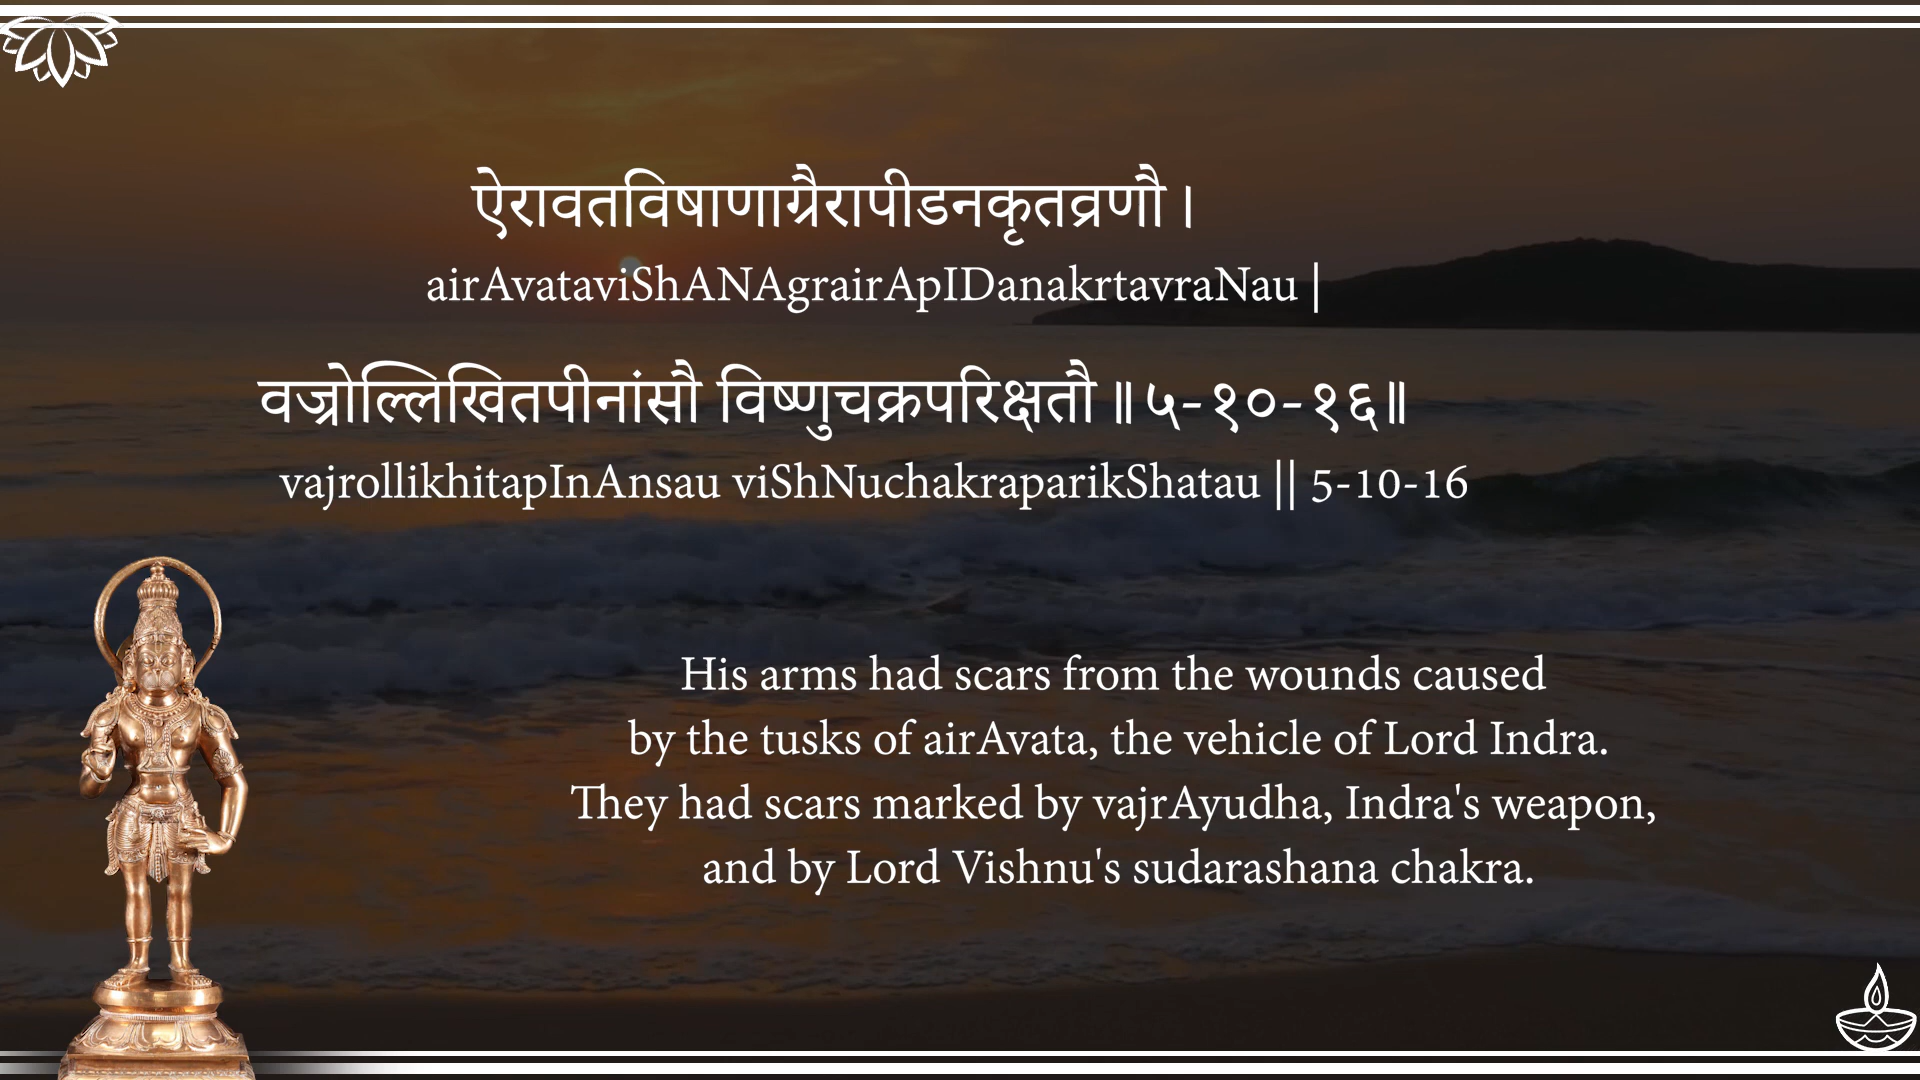 ऐरावतविषाणाग्रैरापीडनकृतव्रणौ ।
airAvataviShANAgrairApIDanakrtavraNau |
वज्रोल्लिखितपीनांसौ विष्णुचक्रपरिक्षतौ ॥ ५-१०-१६॥
vajrollikhitapInAnsau viShNuchakraparikShatau || 5-10-16
His arms had scars from the wounds caused
by the tusks of airAvata, the vehicle of Lord Indra.
They had scars marked by vajrAyudha, Indra's weapon,
and by Lord Vishnu's sudarashana chakra.